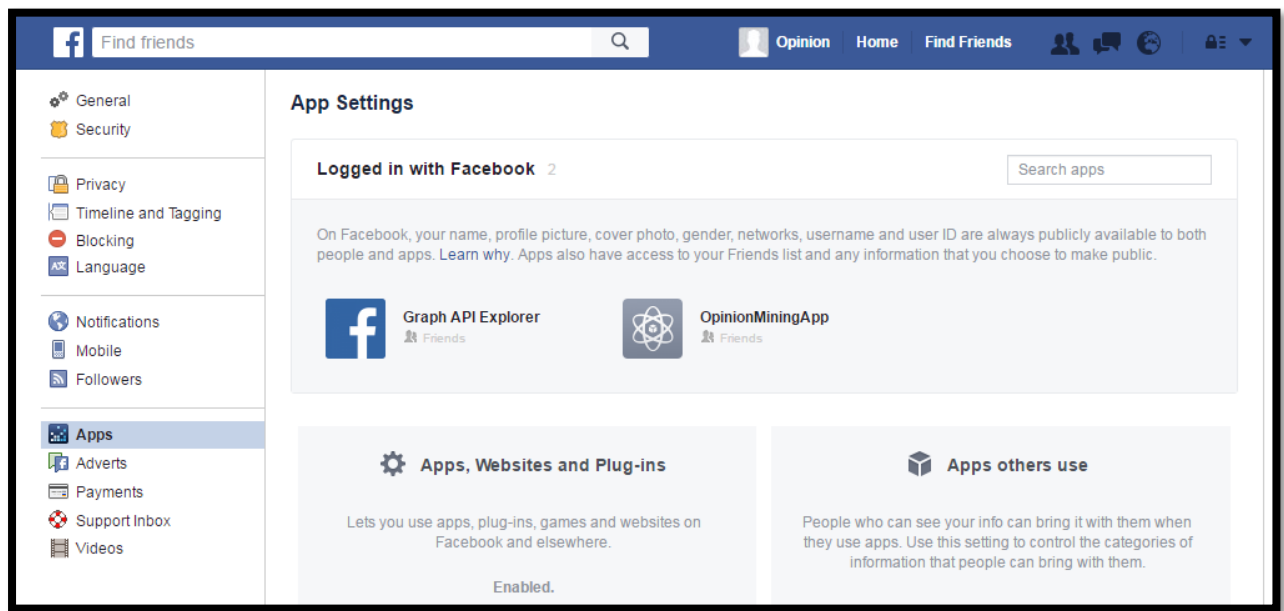 f Find friends Opinion Home Find Friends
General
Security
Privacy
Timeline and Tagging
Blocking
Language
Notifications
Mobile
Followers
Apps
Adverts
Payments
Support Inbox
Videos
App Settings
Logged in with Facebook 2 Search apps
On Facebook, your name, profile picture, cover photo, gender, networks, username and user ID are always publicly available to both
people and apps. Learn why. Apps also have access to your Friends list and any information that you choose to make public.
f Graph API Explorer
Friends
OpinionMiningApp
Friends
Apps, Websites and Plug-ins
Lets you use apps, plug-ins, games and websites on
Facebook and elsewhere.
Enabled.
Apps others use
People who can see your info can bring it with them when
they use apps. Use this setting to control the categories of
information that people can bring with them.